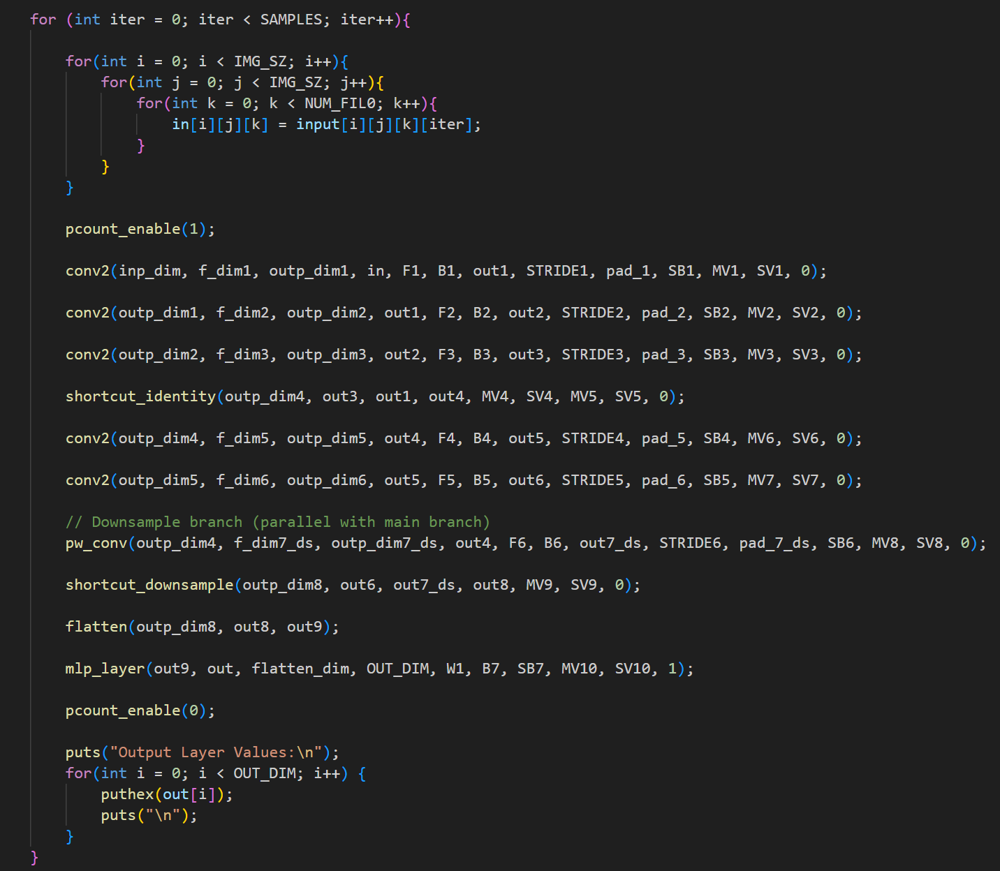 for (int iter = 0; iter < SAMPLES; iter++){
for(int i = 0; i < IMG_SZ; i++){
for(int j = 0; j < IMG_SZ; j++){
for(int k = 0; k < NUM_FIL0; k++){
in[i][j][k] = input[i][j][k][iter];
}
}
}
pcount_enable(1);
conv2(inp_dim, f_dim1, outp_dim1, in, F1, B1, out1, STRIDE1, pad_1, SB1, MV1, SV1, 0);
conv2(outp_dim1, f_dim2, outp_dim2, out1, F2, B2, out2, STRIDE2, pad_2, SB2, MV2, SV2, 0);
conv2(outp_dim2, f_dim3, outp_dim3, out2, F3, B3, out3, STRIDE3, pad_3, SB3, MV3, SV3, 0);
shortcut_identity(outp_dim4, out3, out1, out4, MV4, SV4, MV5, SV5, 0);
conv2(outp_dim4, f_dim5, outp_dim5, out4, F4, B4, out5, STRIDE4, pad_5, SB4, MV6, SV6, 0);
conv2(outp_dim5, f_dim6, outp_dim6, out5, F5, B5, out6, STRIDE5, pad_6, SB5, MV7, SV7, 0);
// Downsample branch (parallel with main branch)
pw_conv(outp_dim4, f_dim7_ds, outp_dim7_ds, out4, F6, B6, out7_ds, STRIDE6, pad_7_ds, SB6, MV8, SV8, 0);
shortcut_downsample(outp_dim8, out6, out7_ds, out8, MV9, SV9, 0);
flatten(outp_dim8, out8, out9);
mlp_layer(out9, out, flatten_dim, OUT_DIM, W1, B7, SB7, MV10, SV10, 1);
pcount_enable(0);
puts("Output Layer Values:\n");
for(int i = 0; i < OUT_DIM; i++) {
puthex(out[i]);
puts("\n");
}
}